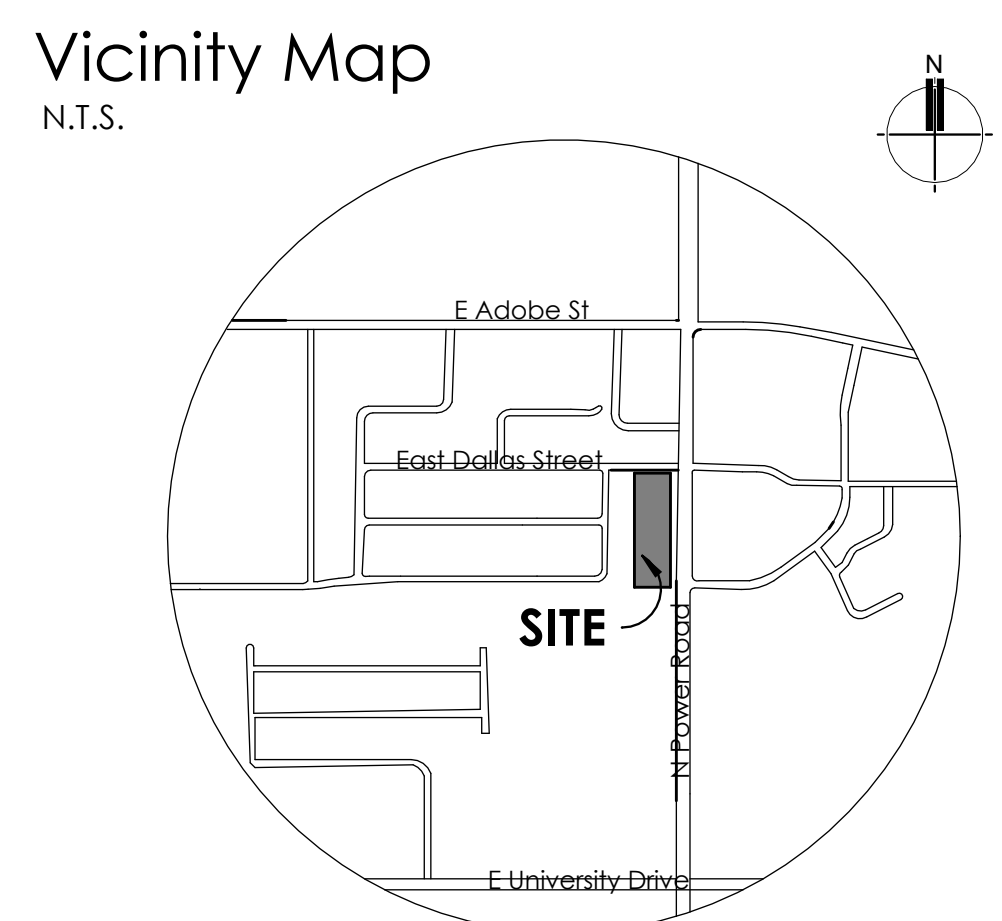 Vicinity Map
N.T.S.
N
E Adobe St
East Dallas Street
SITE
N Power Road
E University Drive